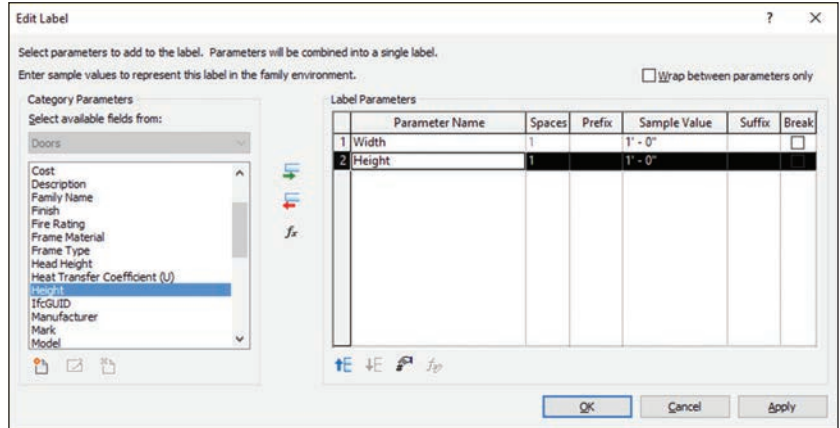 Edit Label
? ×
Select parameters to add to the label. Parameters will be combined into a single label.
Enter sample values to represent this label in the family environment.
Wrap between parameters only
Category Parameters
Select available fields from:
Doors
Cost
Description
Family Name
Finish
Fire Rating
Frame Material
Frame Type
Head Height
Heat Transfer Coefficient (U)
Height
IfcGUID
Manufacturer
Mark
Model
fx
Label Parameters
Parameter Name Spaces Prefix Sample Value Suffix Break
1 Width 1 1' - 0"
2 Height 1 1' - 0"
OK Cancel Apply